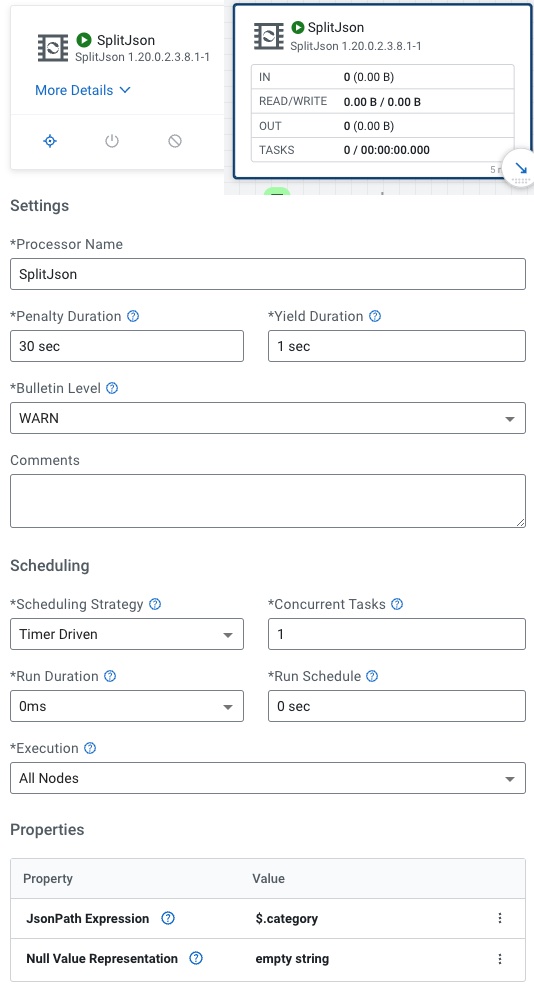 SplitJson
SplitJson 1.20.0.2.3.8.1-1
More Details
SplitJson
SplitJson 1.20.0.2.3.8.1-1
IN 0 (0.00 B)
READ/WRITE 0.00 B / 0.00 B
OUT 0 (0.00 B)
TASKS 0 / 00:00:00.000
5
Settings
*Processor Name
SplitJson
*Penalty Duration *Yield Duration
30 sec 1 sec
*Bulletin Level
WARN
Comments
Scheduling
*Scheduling Strategy *Concurrent Tasks
Timer Driven 1
*Run Duration *Run Schedule
0ms 0 sec
*Execution
All Nodes
Properties
Property Value
JsonPath Expression $.category
Null Value Representation empty string